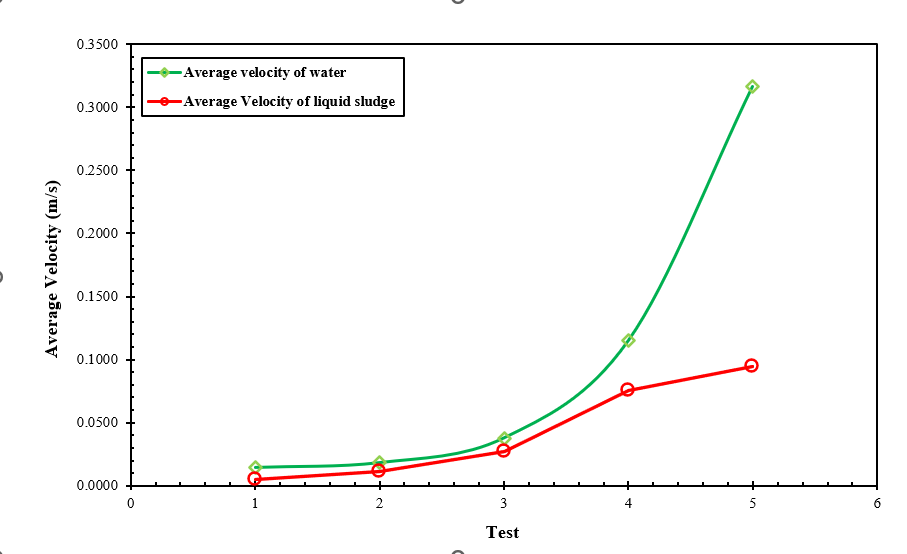 0.3500
0.3000
0.2500
0.2000
0.1500
0.1000
0.0500
0.0000
Average velocity of water
Average Velocity of liquid sludge
Average Velocity (m/s)
0 1 2 3 4 5 6
Test